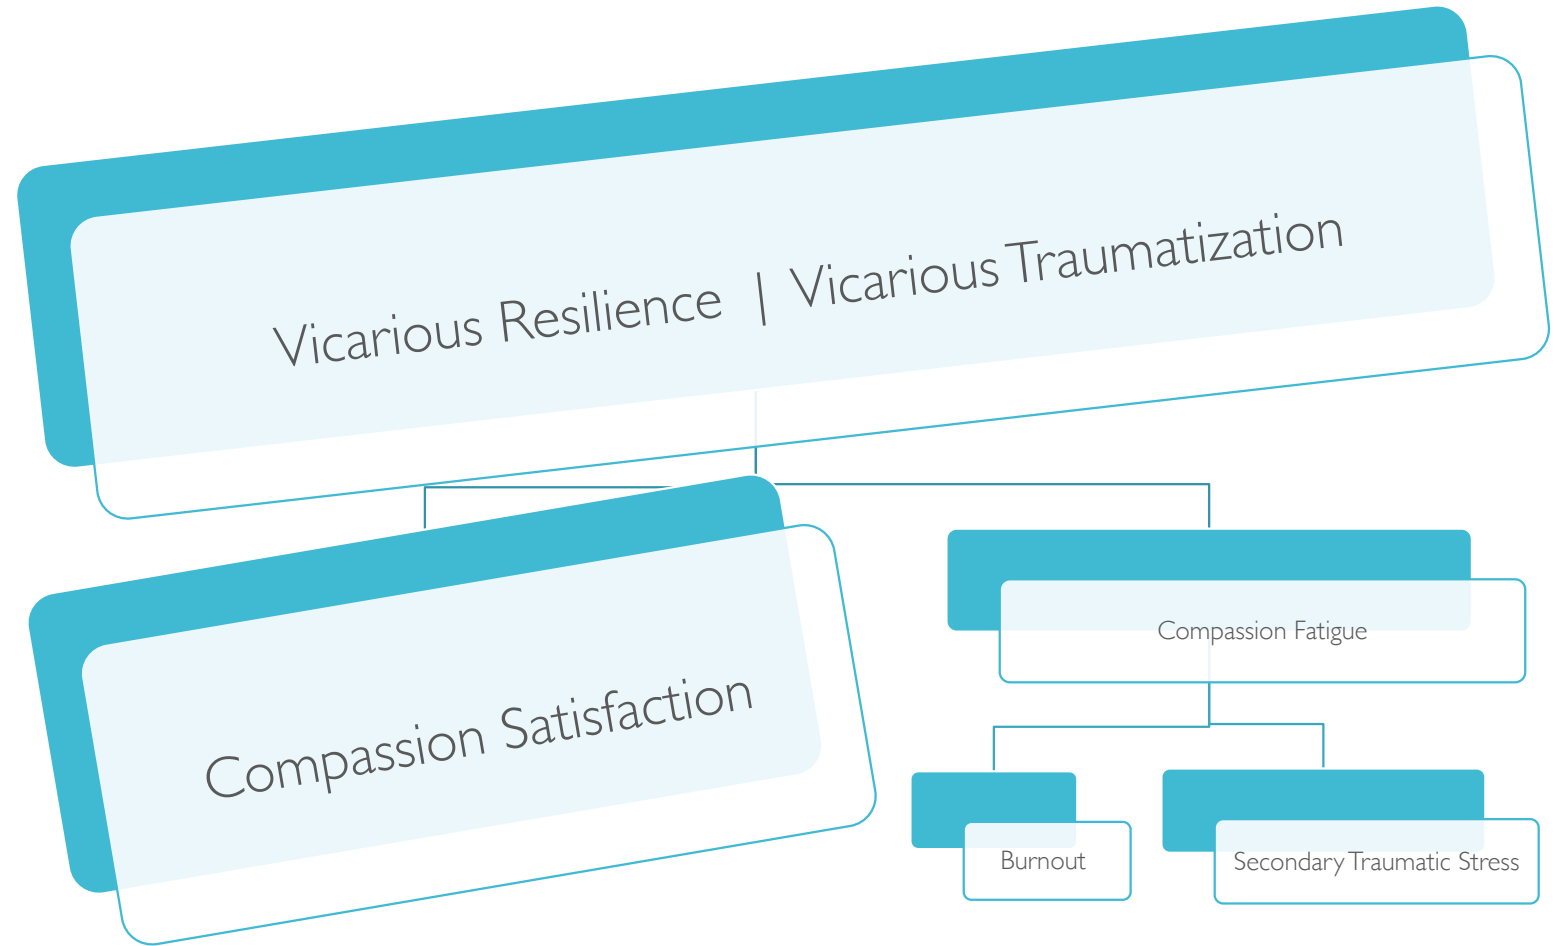 Vicarious Resilience | Vicarious Traumatization
Compassion Satisfaction
Compassion Fatigue
Burnout
Secondary Traumatic Stress